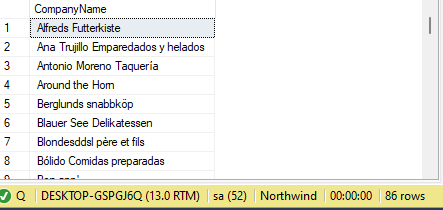 CompanyName
1 Alfreds Futterkiste
2 Ana Trujillo Emparedados y helados
3 Antonio Moreno Taquería
4 Around the Horn
5 Berglunds snabbköp
6 Blauer See Delikatessen
7 Blondesddsl père et fils
8 Bólido Comidas preparadas
Q DESKTOP-GSPGJ6Q (13.0 RTM) sa (52) Northwind 00:00:00 86 rows